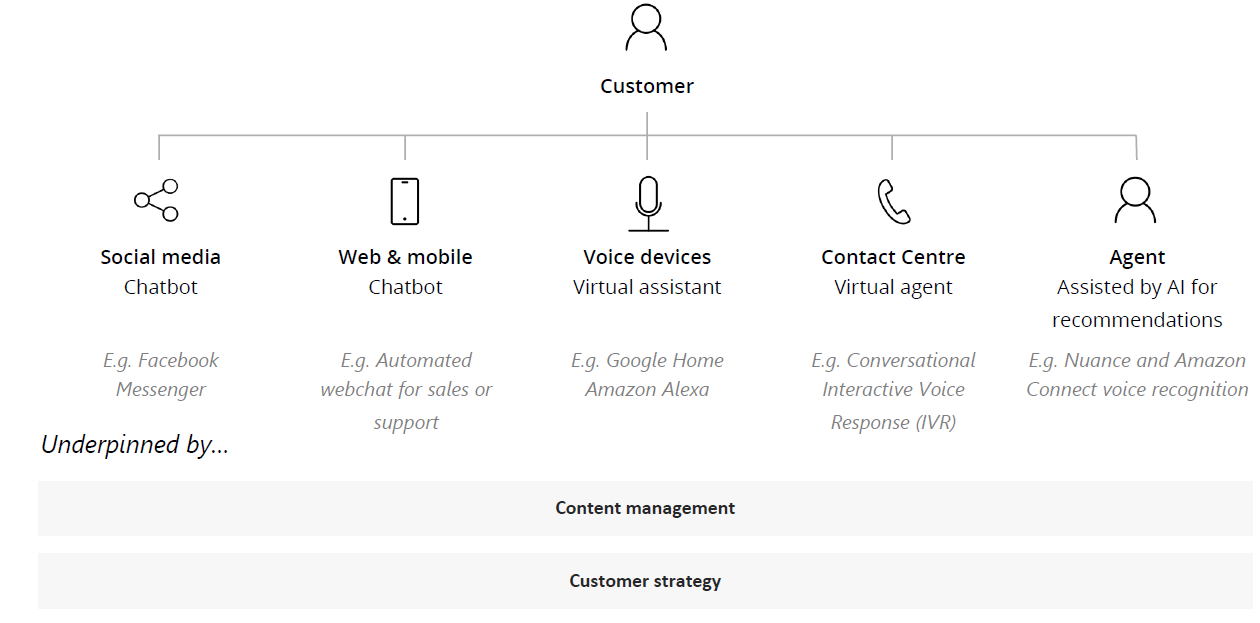 Customer
Social media
Chatbot
E.g. Facebook
Messenger
Web & mobile
Chatbot
E.g. Automated
webchat for sales or
support
Voice devices
Virtual assistant
E.g. Google Home
Amazon Alexa
Contact Centre
Virtual agent
E.g. Conversational
Interactive Voice
Response (IVR)
Agent
Assisted by AI for
recommendations
E.g. Nuance and Amazon
Connect voice recognition
Underpinned by...
Content management
Customer strategy